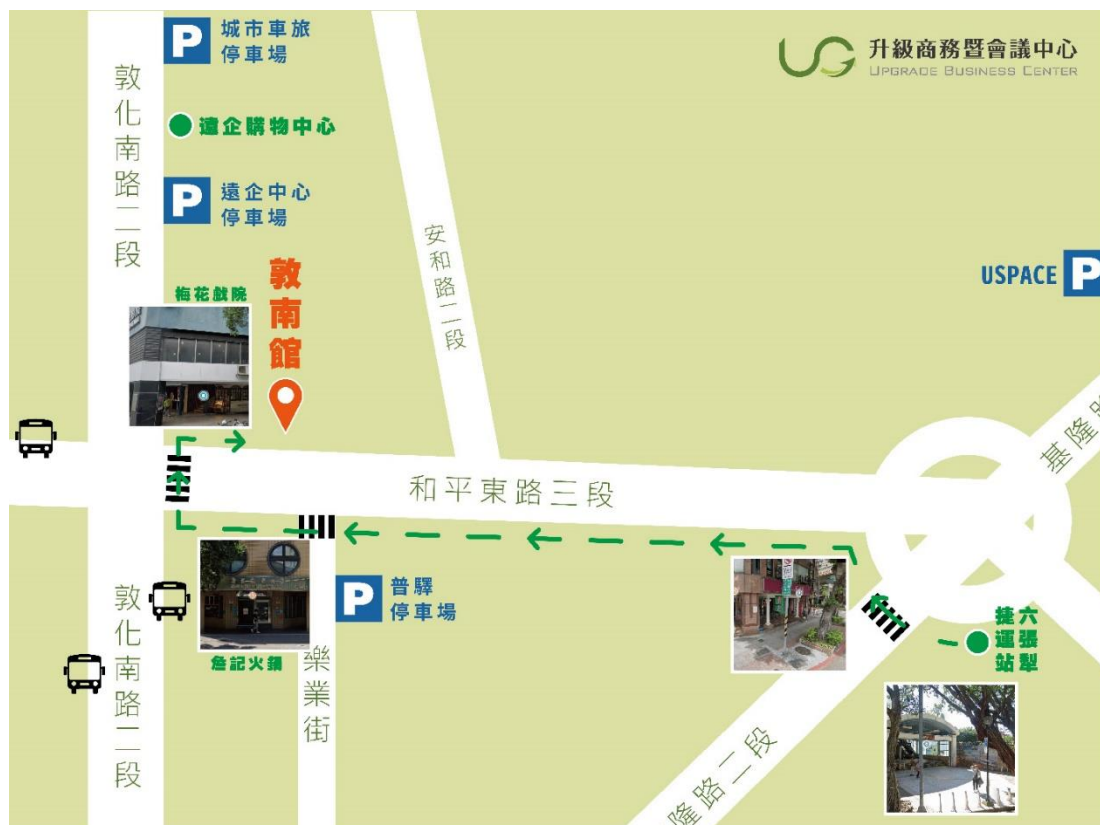 城市車旅
停車場
升級商務暨會議中心
UPGRADE BUSINESS CENTER
敦化南路二段
遠企購物中心
遠企中心
停車場
安和路二段
敦南館
梅花戲院
USPACE P
基隆路
和平東路三段
普驛
停車場
詹記火鍋
樂業街
敦化南路二段
六張犁
捷運站
隆路二段
P
P
P